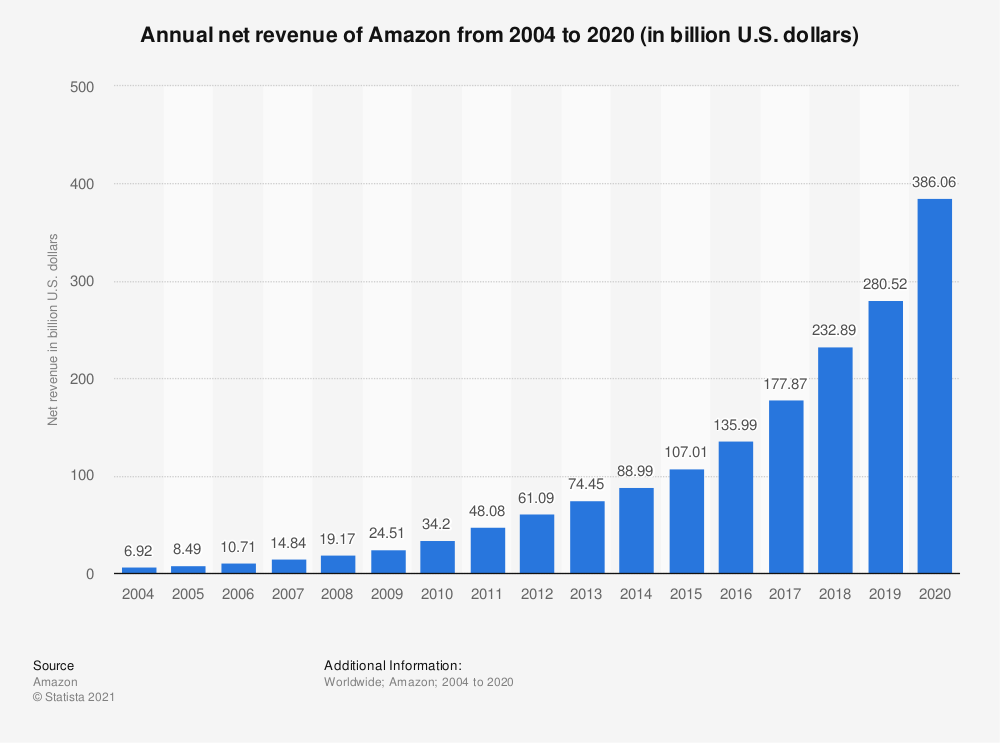 Annual net revenue of Amazon from 2004 to 2020 (in billion U.S. dollars)
Net revenue in billion U.S. dollars
500
400
300
200
100
0
6.92
8.49
10.71
14.84
19.17
24.51
34.2
48.08
61.09
74.45
88.99
107.01
135.99
177.87
232.89
280.52
386.06
2004 2005 2006 2007 2008 2009 2010 2011 2012 2013 2014 2015 2016 2017 2018 2019 2020
Source
Amazon
© Statista 2021
Additional Information:
Worldwide; Amazon; 2004 to 2020